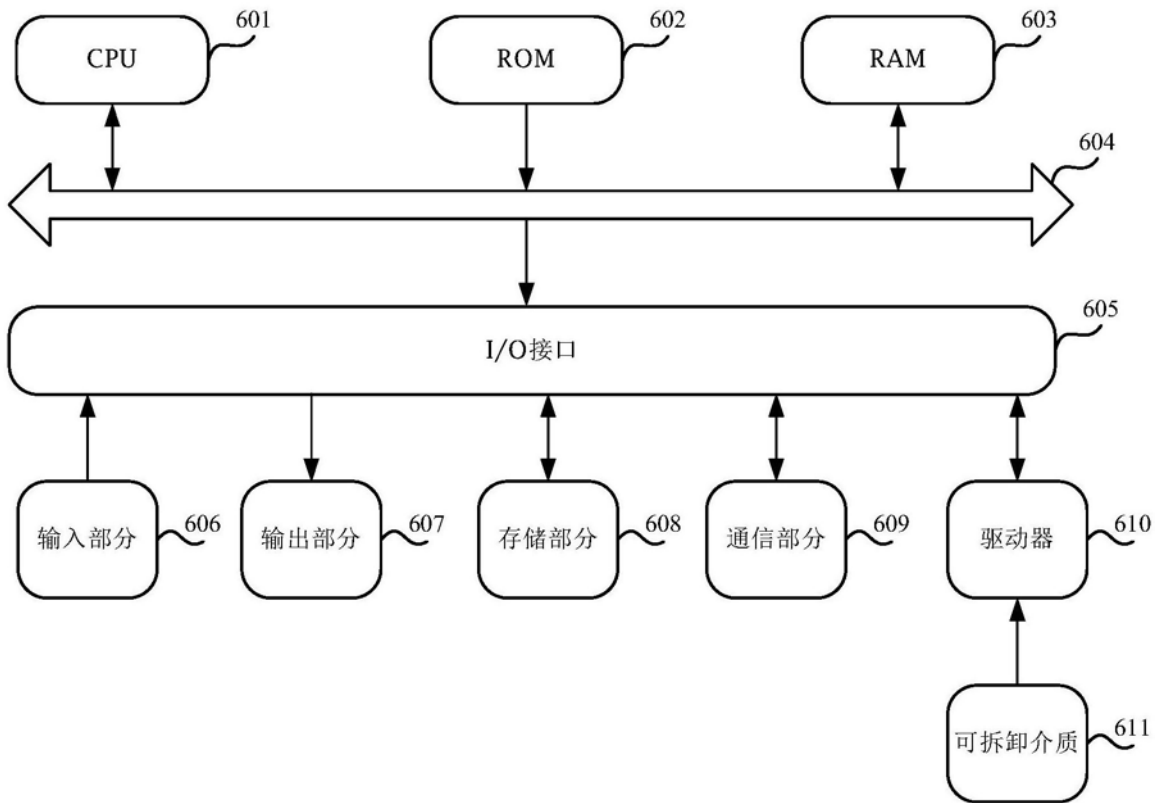 601
602
603
CPU
ROM
RAM
604
605
I/O接口
输入部分
606
输出部分
607
存储部分
608
通信部分
609
驱动器
610
可拆卸介质
611